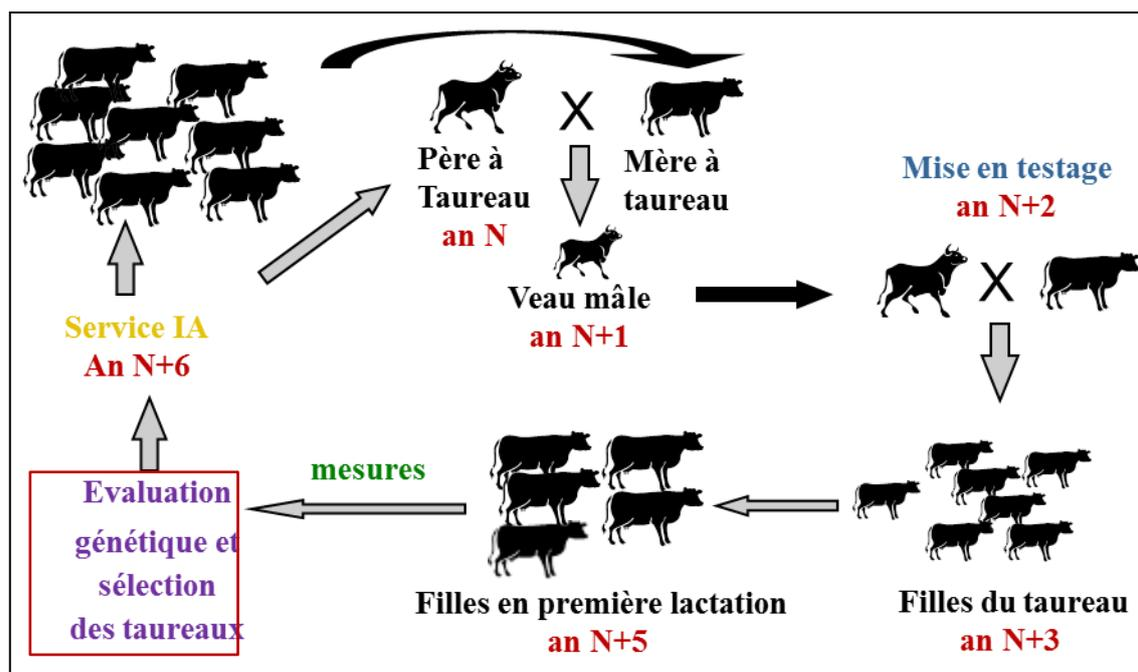 X
Père à
Taureau
an N
Mère à
taureau
Veau mâle
an N+1
Mise en testage
an N+2
X
Filles du taureau
an N+3
Filles en première lactation
an N+5
mesures
Evaluation
génétique et
sélection
des taureaux
Service IA
An N+6